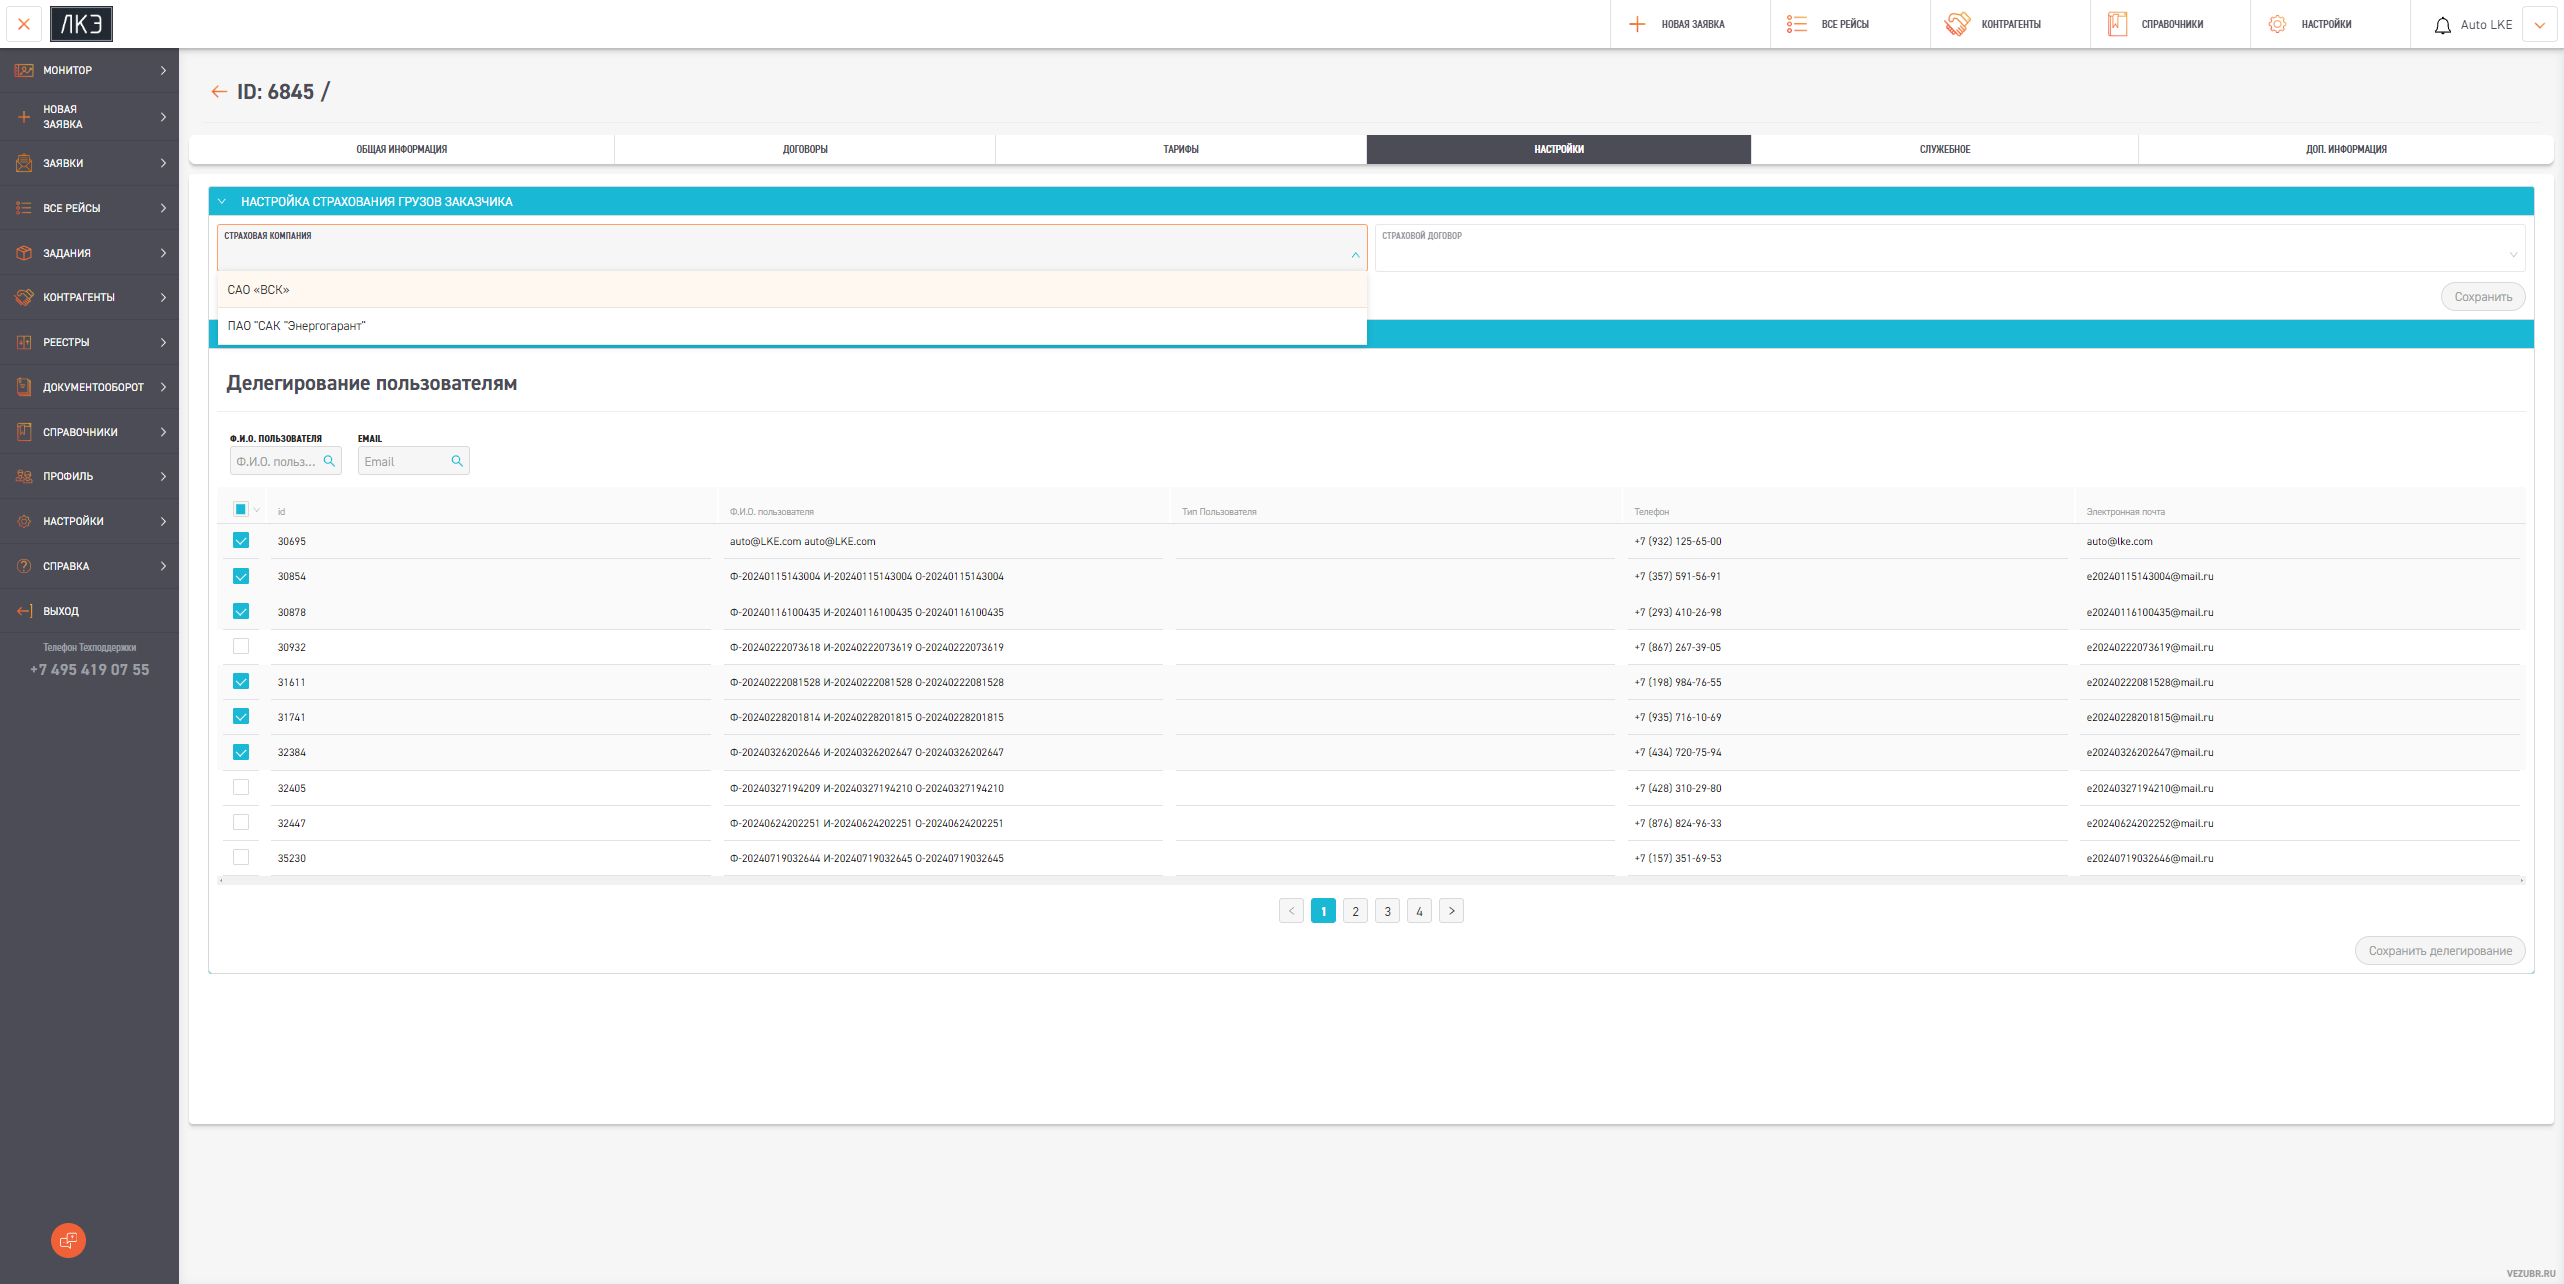 ЛКЭ
НОВАЯ ЗАЯВКА
ВСЕ РЕЙСЫ
КОНТРАГЕНТЫ
СПРАВОЧНИКИ
НАСТРОЙКИ
Auto LKE
МОНИТОР
НОВАЯ
ЗАЯВКА
ЗАЯВКИ
ВСЕ РЕЙСЫ
ЗАДАНИЯ
КОНТРАГЕНТЫ
РЕЕСТРЫ
ДОКУМЕНТООБОРОТ
СПРАВОЧНИКИ
ПРОФИЛЬ
НАСТРОЙКИ
СПРАВКА
ВЫХОД
Телефон Техподдержки
+7 495 419 07 55
ID: 6845 /
ОБЩАЯ ИНФОРМАЦИЯ
ДОГОВОРЫ
ТАРИФЫ
НАСТРОЙКИ
СЛУЖЕБНОЕ
ДОП. ИНФОРМАЦИЯ
НАСТРОЙКА СТРАХОВАНИЯ ГРУЗОВ ЗАКАЗЧИКА
СТРАХОВАЯ КОМПАНИЯ
СТРАХОВОЙ ДОГОВОР
САО «ВСК»
ПАО "САК "Энергогарант"
Сохранить
Делегирование пользователям
Ф.И.О. ПОЛЬЗОВАТЕЛЯ EMAIL
Ф.И.О. польз... Email
id Ф.И.О. пользователя Тип Пользователя Телефон Электронная почта
30695 auto@LKE.com auto@LKE.com +7 (932) 125-65-00 auto@lke.com
30854 Ф-20240115143004 И-20240115143004 О-20240115143004 +7 (357) 591-56-91 e20240115143004@mail.ru
30878 Ф-20240116100435 И-20240116100435 О-20240116100435 +7 (293) 410-26-98 e20240116100435@mail.ru
30932 Ф-20240222073618 И-20240222073619 О-20240222073619 +7 (867) 267-39-05 e20240222073619@mail.ru
31611 Ф-20240222081528 И-20240222081528 О-20240222081528 +7 (198) 984-76-55 e20240222081528@mail.ru
31741 Ф-20240228201814 И-20240228201815 О-20240228201815 +7 (935) 716-10-69 e20240228201815@mail.ru
32384 Ф-20240326202646 И-20240326202647 О-20240326202647 +7 (434) 720-75-94 e20240326202647@mail.ru
32405 Ф-20240327194209 И-20240327194210 О-20240327194210 +7 (428) 310-29-80 e20240327194210@mail.ru
32447 Ф-20240624202251 И-20240624202251 О-20240624202251 +7 (876) 824-96-33 e20240624202252@mail.ru
35230 Ф-20240719032644 И-20240719032645 О-20240719032645 +7 (157) 351-69-53 e20240719032646@mail.ru
1 2 3 4
Сохранить делегирование
VEZUBR.RU